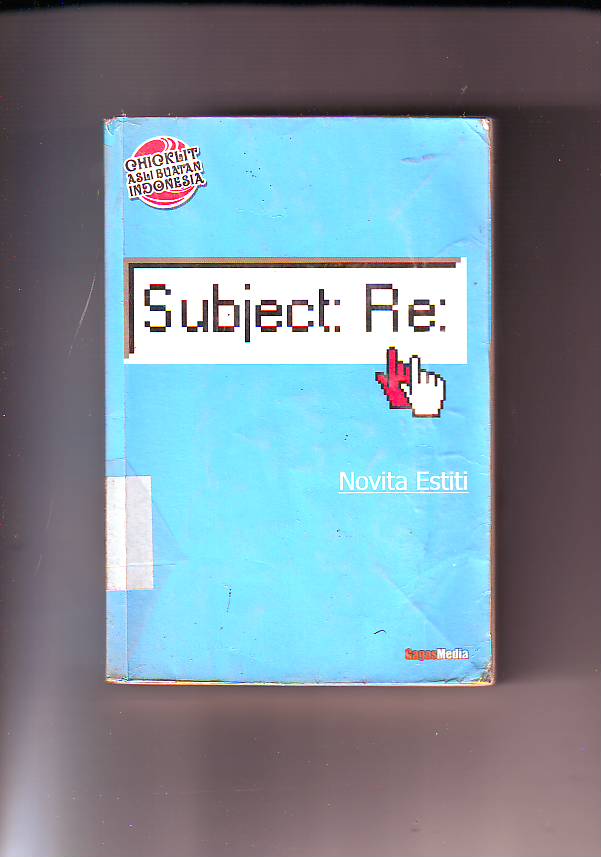 CHICKLIT
ASLI BUATAN
INDONESIA
Subject: Re:
Novita Estiti
GagasMedia